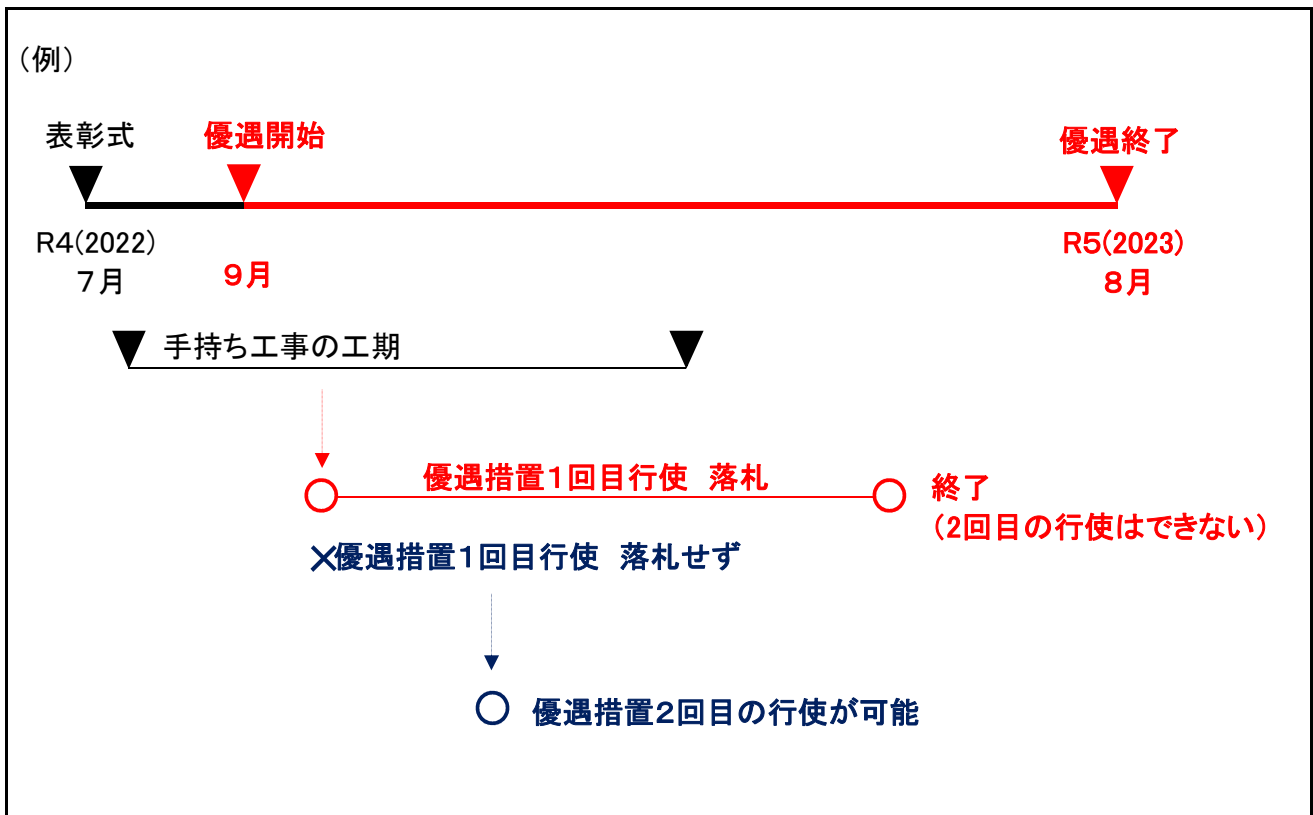 （例）
表彰式
優遇開始
優遇終了
R4(2022)
７月
９月
R5(2023)
８月
手持ち工事の工期
優遇措置１回目行使　落札
終了
（2回目の行使はできない）
×優遇措置１回目行使　落札せず
優遇措置２回目の行使が可能